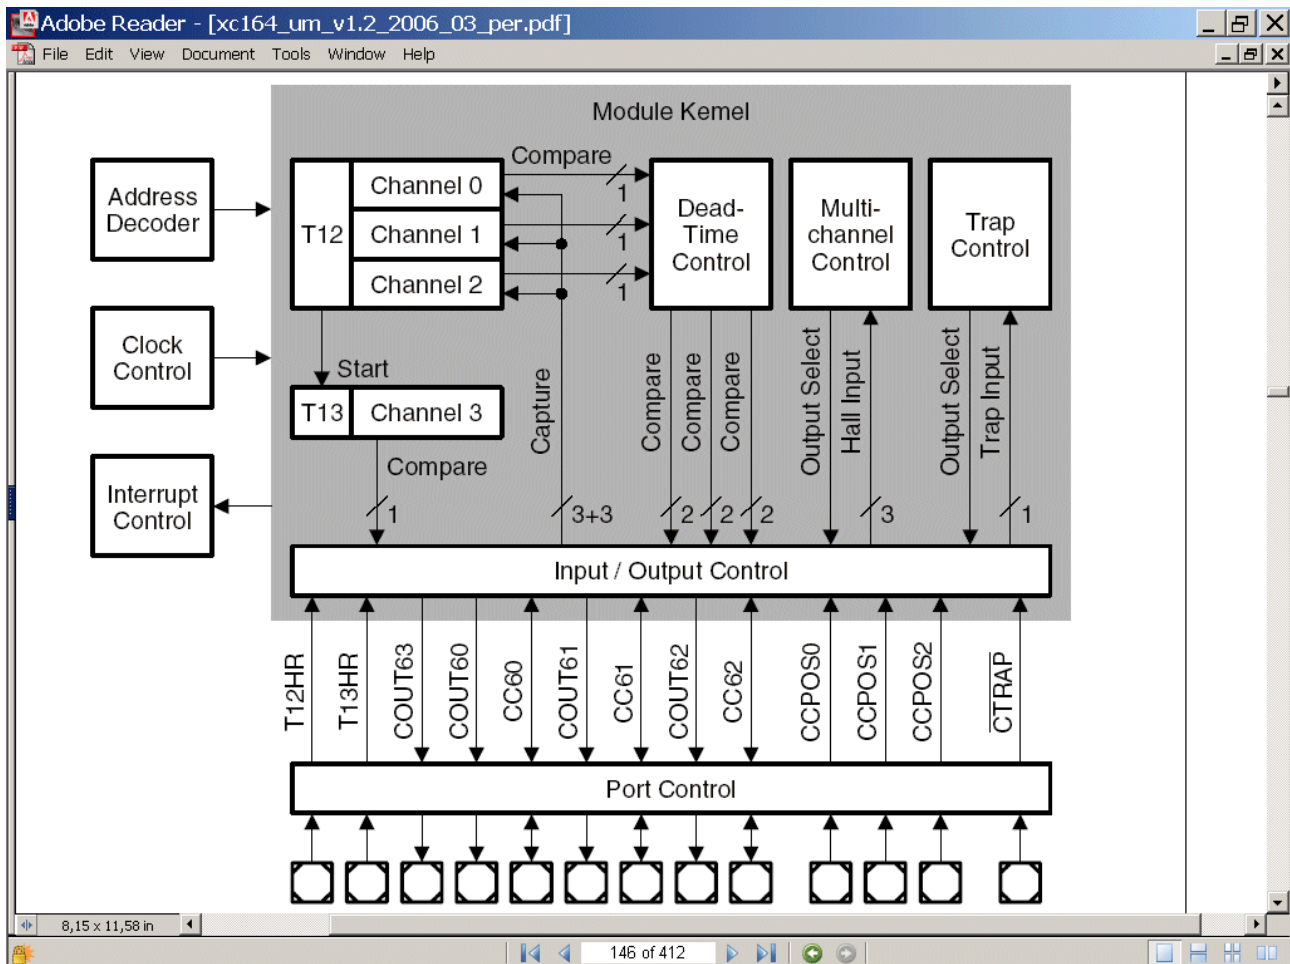 Adobe Reader - [xc164_um_v1.2_2006_03_per.pdf]
File Edit View Document Tools Window Help
Module Kernel
Address
Decoder
Clock
Control
Interrupt
Control
T12
Channel 0
Channel 1
Channel 2
Compare
1
1
1
Dead-
Time
Control
Multi-
channel
Control
Trap
Control
Start
T13
Channel 3
Compare
1
Capture
3+3
Compare
2
Compare
2
Compare
2
Output Select
Hall Input
3
Output Select
Trap Input
1
Input / Output Control
T12HR
T13HR
COUT63
COUT60
CC60
COUT61
CC61
COUT62
CC62
CCPOS0
CCPOS1
CCPOS2
CTRAP
Port Control
8,15 x 11,58 in
146 of 412